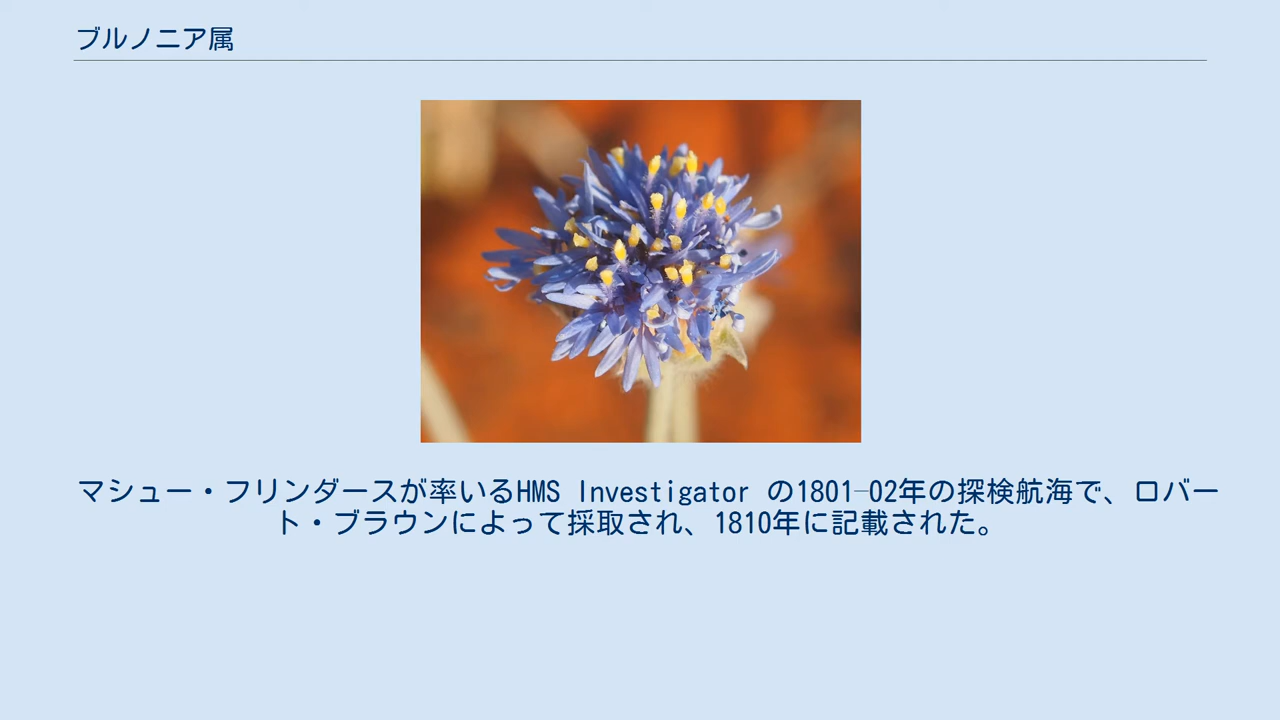 ブルノニア属
マシュー・フリンダースが率いるHMS Investigator の1801–02年の探検航海で、ロバー
ト・ブラウンによって採取され、1810年に記載された。